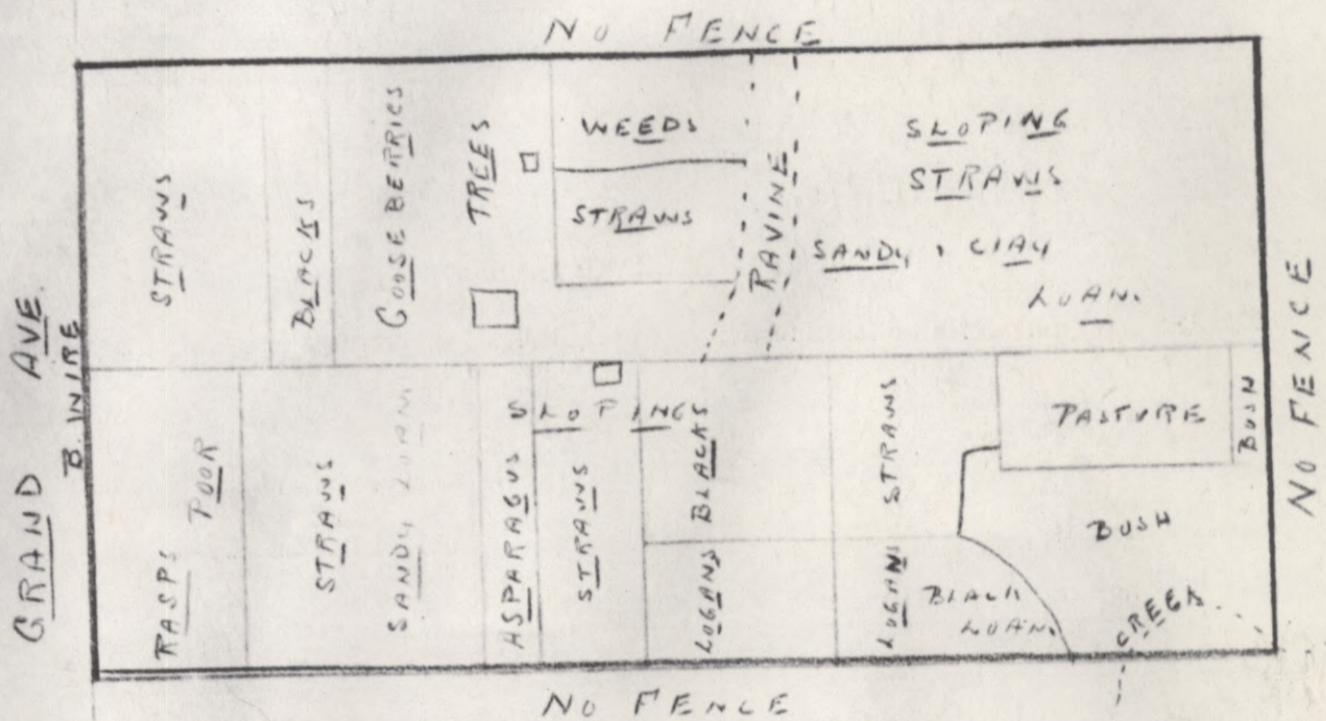 NO FENCE
GRAND AVE.
B. WIRE
STRAWS
BLACKS
GOOSE BERRIES
TREES
WEEDS
STRAWS
RAVINE
SLOPING
STRAWS
SANDY & CLAY
LOAM.
NO FENCE
RASPS
POOR
STRAWS
SANDY LOAM
ASPARAGUS
SLOPING
STRAWS
BLACKS
LOGANS
STRAWS
LOGANS
BLACK
LOAM.
PASTURE
BUSH
BUSH
CREEK
NO FENCE